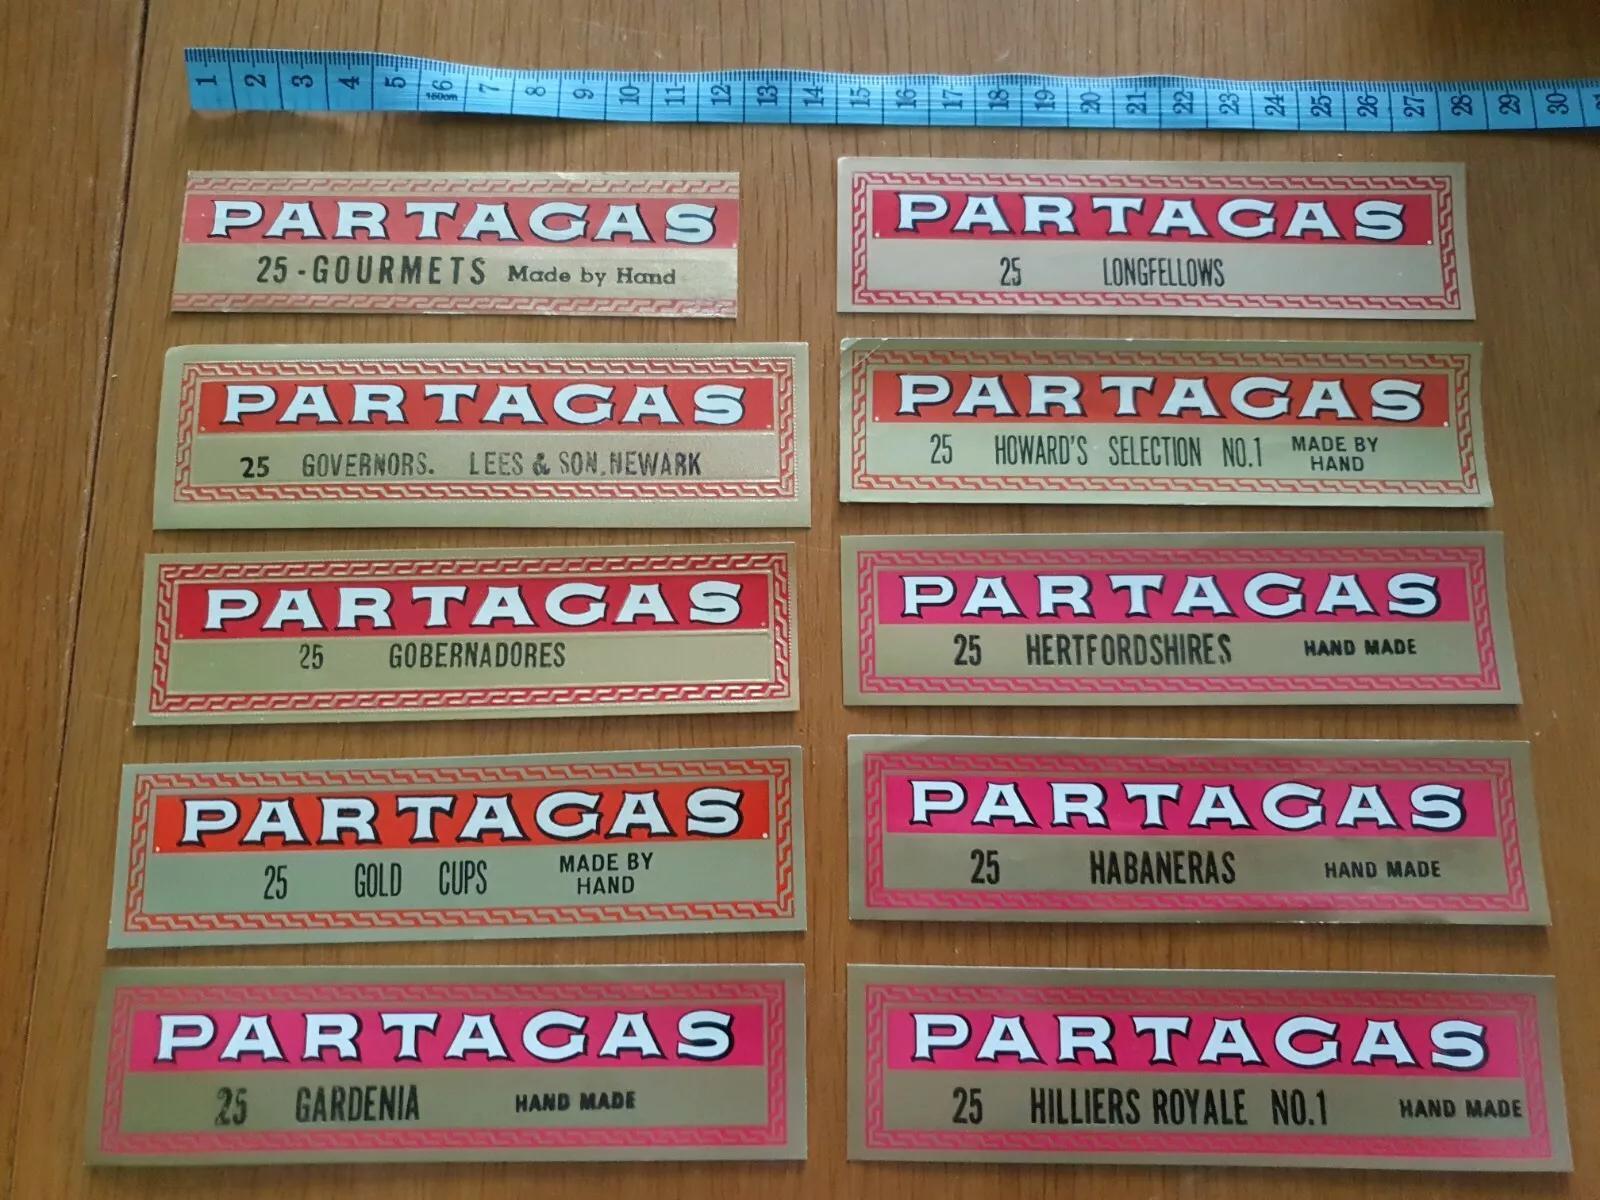 1 2 3 4 5 6 7 8 9 10 11 12 13 14 15 16 17 18 19 20 21 22 23 24 25 26 27 28 29 30
150cm
PARTAGAS
25 - GOURMETS Made by Hand
PARTAGAS
25 GOVERNORS. LEES & SON. NEWARK
PARTAGAS
25 GOBERNADORES
PARTAGAS
25 GOLD CUPS MADE BY
HAND
PARTAGAS
25 GARDENIA HAND MADE
PARTAGAS
25 LONGFELLOWS
PARTAGAS
25 HOWARD'S SELECTION NO.1 MADE BY
HAND
PARTAGAS
25 HERTFORDSHIRES HAND MADE
PARTAGAS
25 HABANERAS HAND MADE
PARTAGAS
25 HILLIERS ROYALE NO.1 HAND MADE